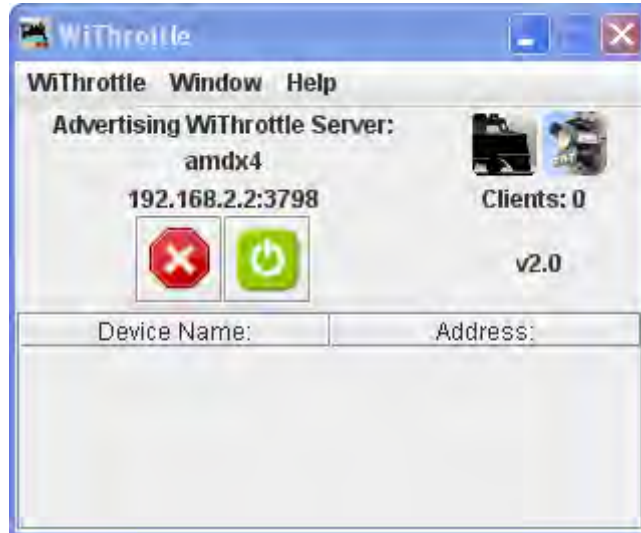 WiThrottle
WiThrottle Window Help
Advertising WiThrottle Server:
amdx4
192.168.2.2:3798
Clients: 0
v2.0
Device Name: Address: